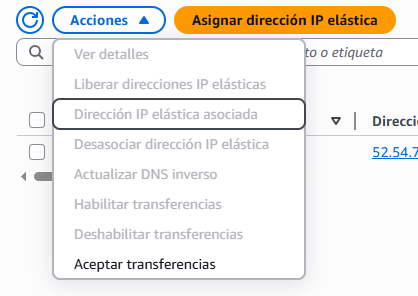 Acciones
Asignar dirección IP elástica
Ver detalles
to o etiqueta
Liberar direcciones IP elásticas
Dirección IP elástica asociada
Desasociar dirección IP elástica
Actualizar DNS inverso
Habilitar transferencias
Deshabilitar transferencias
Aceptar transferencias
Direcci
52.54.7